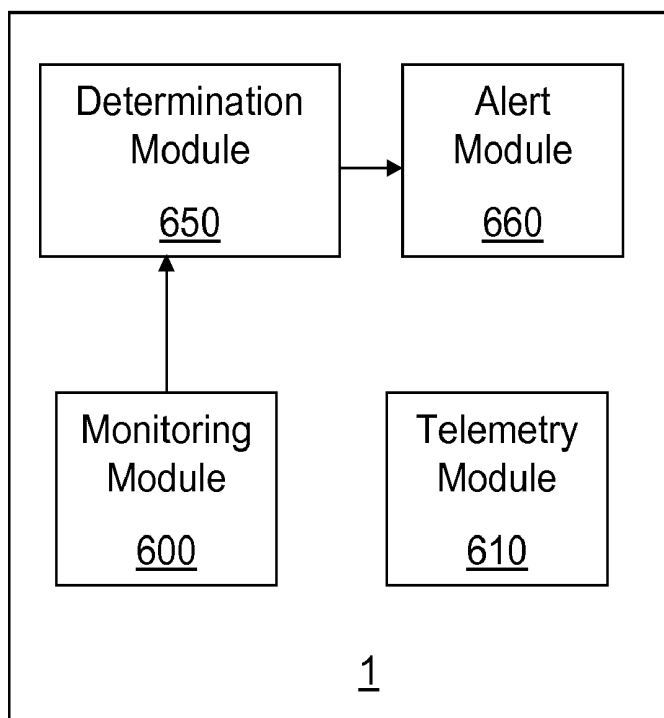 Determination
Module
650
Alert
Module
660
Monitoring
Module
600
Telemetry
Module
610
1